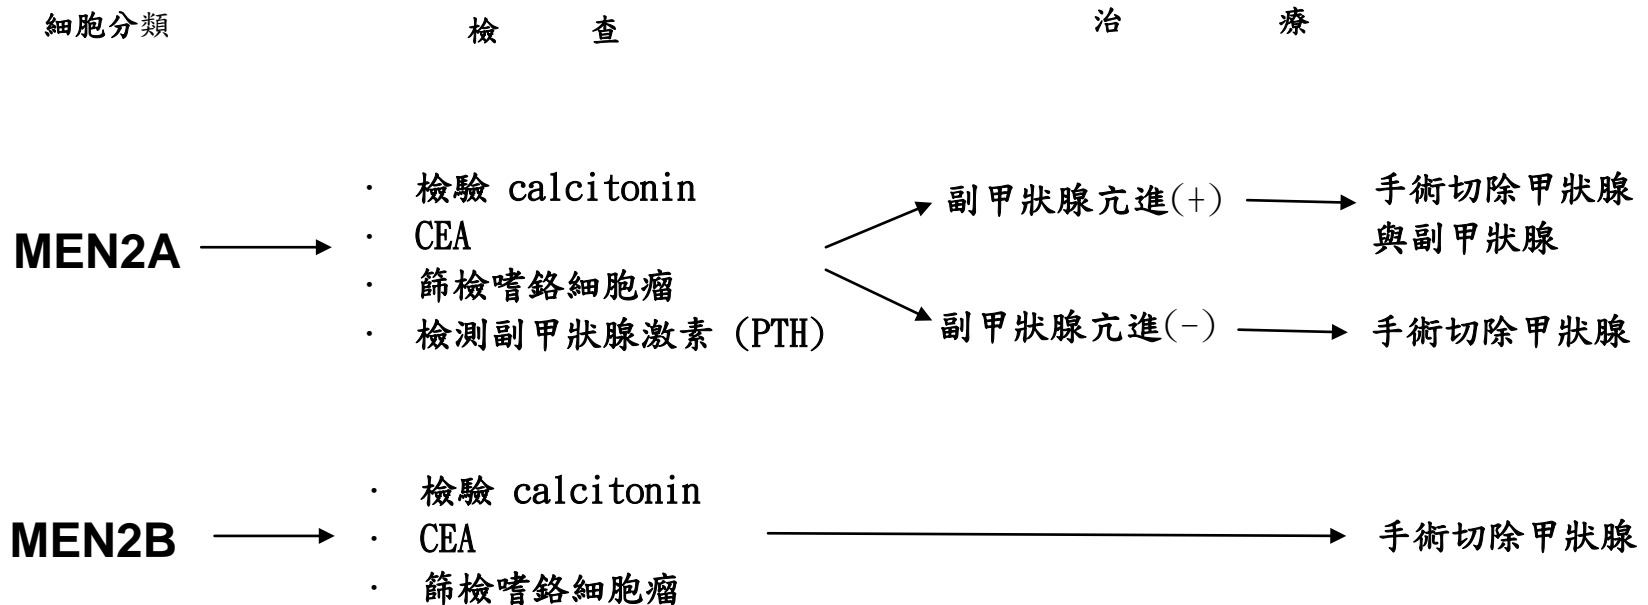 細胞分類 檢 查 治 療
MEN2A
· 檢驗 calcitonin
· CEA
· 篩檢嗜鉻細胞瘤
· 檢測副甲狀腺激素 (PTH)
副甲狀腺亢進(+)
手術切除甲狀腺
與副甲狀腺
副甲狀腺亢進(-)
手術切除甲狀腺
MEN2B
· 檢驗 calcitonin
· CEA
· 篩檢嗜鉻細胞瘤
手術切除甲狀腺